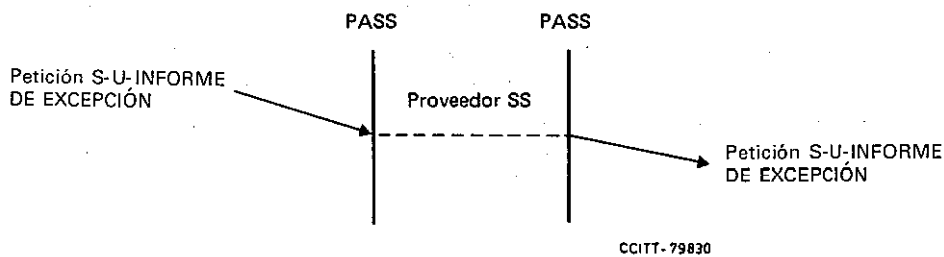 PASS PASS
Petición S-U-INFORME
DE EXCEPCIÓN
Proveedor SS
Petición S-U-INFORME
DE EXCEPCIÓN
CCITT-79830